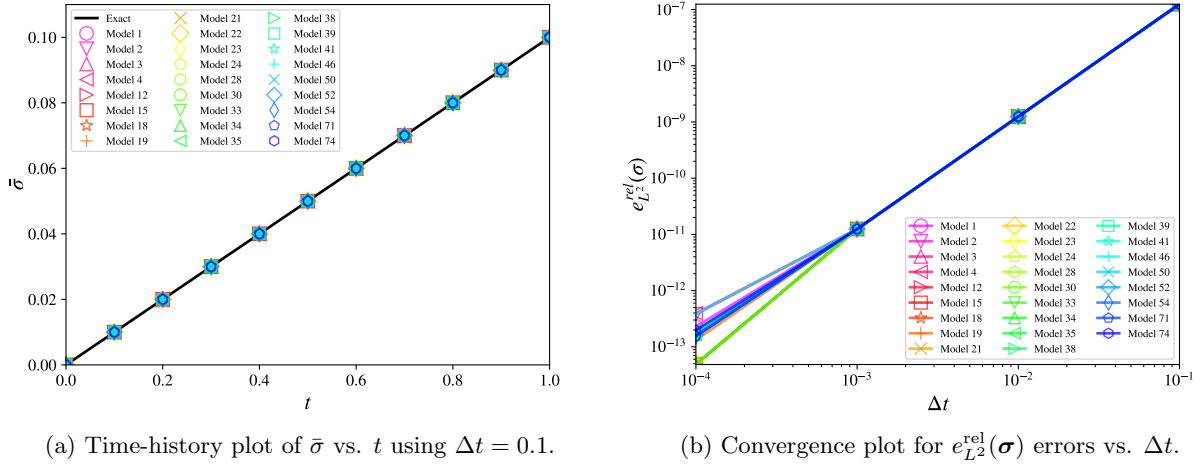 Exact
Model 1
Model 2
Model 3
Model 4
Model 12
Model 15
Model 18
Model 19
Model 21
Model 22
Model 23
Model 24
Model 28
Model 30
Model 33
Model 34
Model 35
Model 38
Model 39
Model 41
Model 46
Model 50
Model 52
Model 54
Model 71
Model 74
0.10
0.08
0.06
0.04
0.02
0.00
σ̄
0.0 0.2 0.4 0.6 0.8 1.0
t
(a) Time-history plot of σ̄ vs. t using Δt = 0.1.
10⁻⁷
10⁻⁸
10⁻⁹
10⁻¹⁰
10⁻¹¹
10⁻¹²
10⁻¹³
e_{L²}^{rel}(σ)
Model 1
Model 2
Model 3
Model 4
Model 12
Model 15
Model 18
Model 19
Model 21
Model 22
Model 23
Model 24
Model 28
Model 30
Model 33
Model 34
Model 35
Model 38
Model 39
Model 41
Model 46
Model 50
Model 52
Model 54
Model 71
Model 74
10⁻⁴ 10⁻³ 10⁻² 10⁻¹
Δt
(b) Convergence plot for e_{L²}^{rel}(σ) errors vs. Δt.